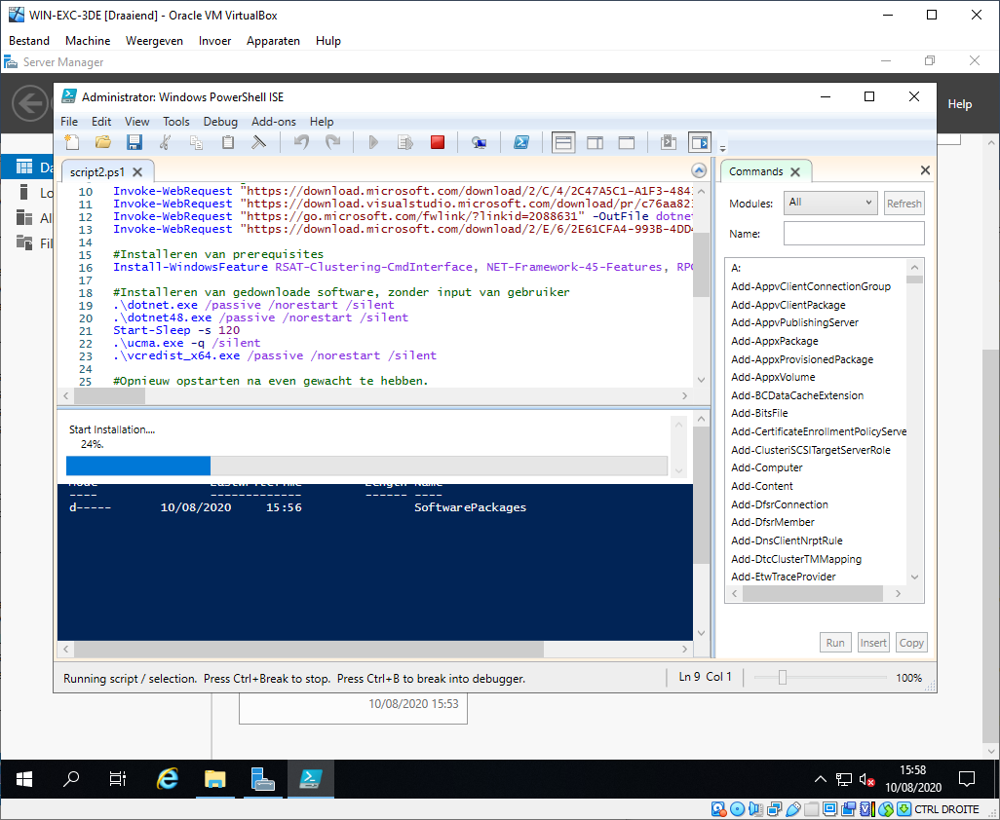 WIN-EXC-3DE [Draaiend] - Oracle VM VirtualBox
Bestand Machine Weergeven Invoer Apparaten Hulp
Server Manager
Help
Administrator: Windows PowerShell ISE
File Edit View Tools Debug Add-ons Help
script2.ps1
10 Invoke-WebRequest "https://download.microsoft.com/download/2/C/4/2C47A5C1-A1F3-484
11 Invoke-WebRequest "https://download.visualstudio.microsoft.com/download/pr/c76aa82
12 Invoke-WebRequest "https://go.microsoft.com/fwlink/?linkid=2088631" -OutFile dotne
13 Invoke-WebRequest "https://download.microsoft.com/download/2/E/6/2E61CFA4-993B-4DD
14
15 #Installeren van prerequisites
16 Install-WindowsFeature RSAT-Clustering-CmdInterface, NET-Framework-45-Features, RPC
17
18 #Installeren van gedownloade software, zonder input van gebruiker
19 .\dotnet.exe /passive /norestart /silent
20 .\dotnet48.exe /passive /norestart /silent
21 Start-Sleep -s 120
22 .\ucma.exe -q /silent
23 .\vcredist_x64.exe /passive /norestart /silent
24
25 #Opnieuw opstarten na even gewacht te hebben.
Da
Lo
Al
Fil
Start Installation....
24%.
Mode LastWriteTime Length Name
---- ------------- ------ ----
d----- 10/08/2020 15:56 SoftwarePackages
Commands
Modules: All Refresh
Name:
A:
Add-AppvClientConnectionGroup
Add-AppvClientPackage
Add-AppvPublishingServer
Add-AppxPackage
Add-AppxProvisionedPackage
Add-AppxVolume
Add-BCDataCacheExtension
Add-BitsFile
Add-CertificateEnrollmentPolicyServe
Add-ClusteriSCSITargetServerRole
Add-Computer
Add-Content
Add-DfsrConnection
Add-DfsrMember
Add-DnsClientNrptRule
Add-DtcClusterTMMapping
Add-EtwTraceProvider
Run Insert Copy
Running script / selection. Press Ctrl+Break to stop. Press Ctrl+B to break into debugger.
Ln 9 Col 1
100%
10/08/2020 15:53
15:58
10/08/2020
CTRL DROITE